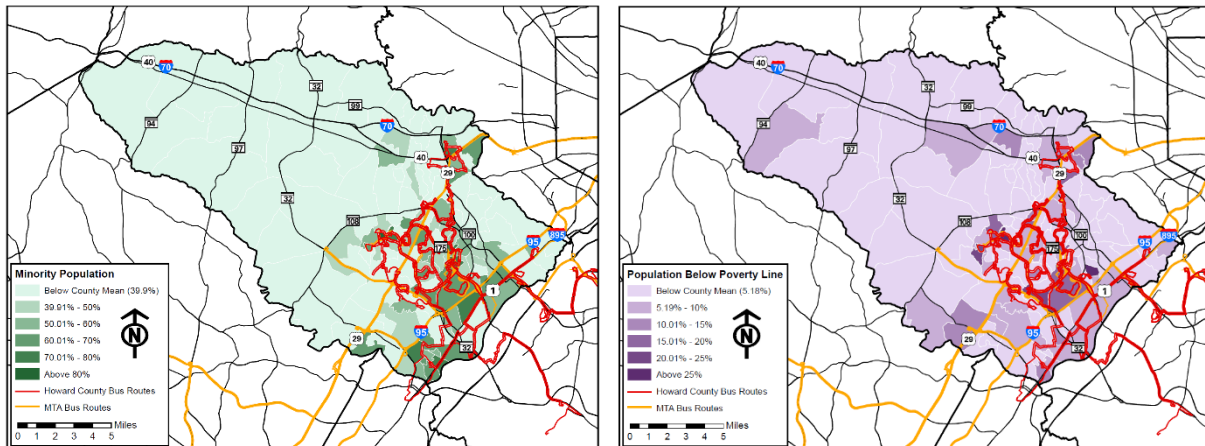 40
70
32
99
94
70
97
40
29
32
108
100
175
95
895
1
95
29
32
Minority Population
Below County Mean (39.9%)
39.91% - 50%
50.01% - 60%
60.01% - 70%
70.01% - 80%
Above 80%
Howard County Bus Routes
MTA Bus Routes
N
0 1 2 3 4 5 Miles
40
70
32
99
94
70
97
40
29
32
108
100
175
95
895
1
95
29
32
Population Below Poverty Line
Below County Mean (5.18%)
5.19% - 10%
10.01% - 15%
15.01% - 20%
20.01% - 25%
Above 25%
Howard County Bus Routes
MTA Bus Routes
N
0 1 2 3 4 5 Miles